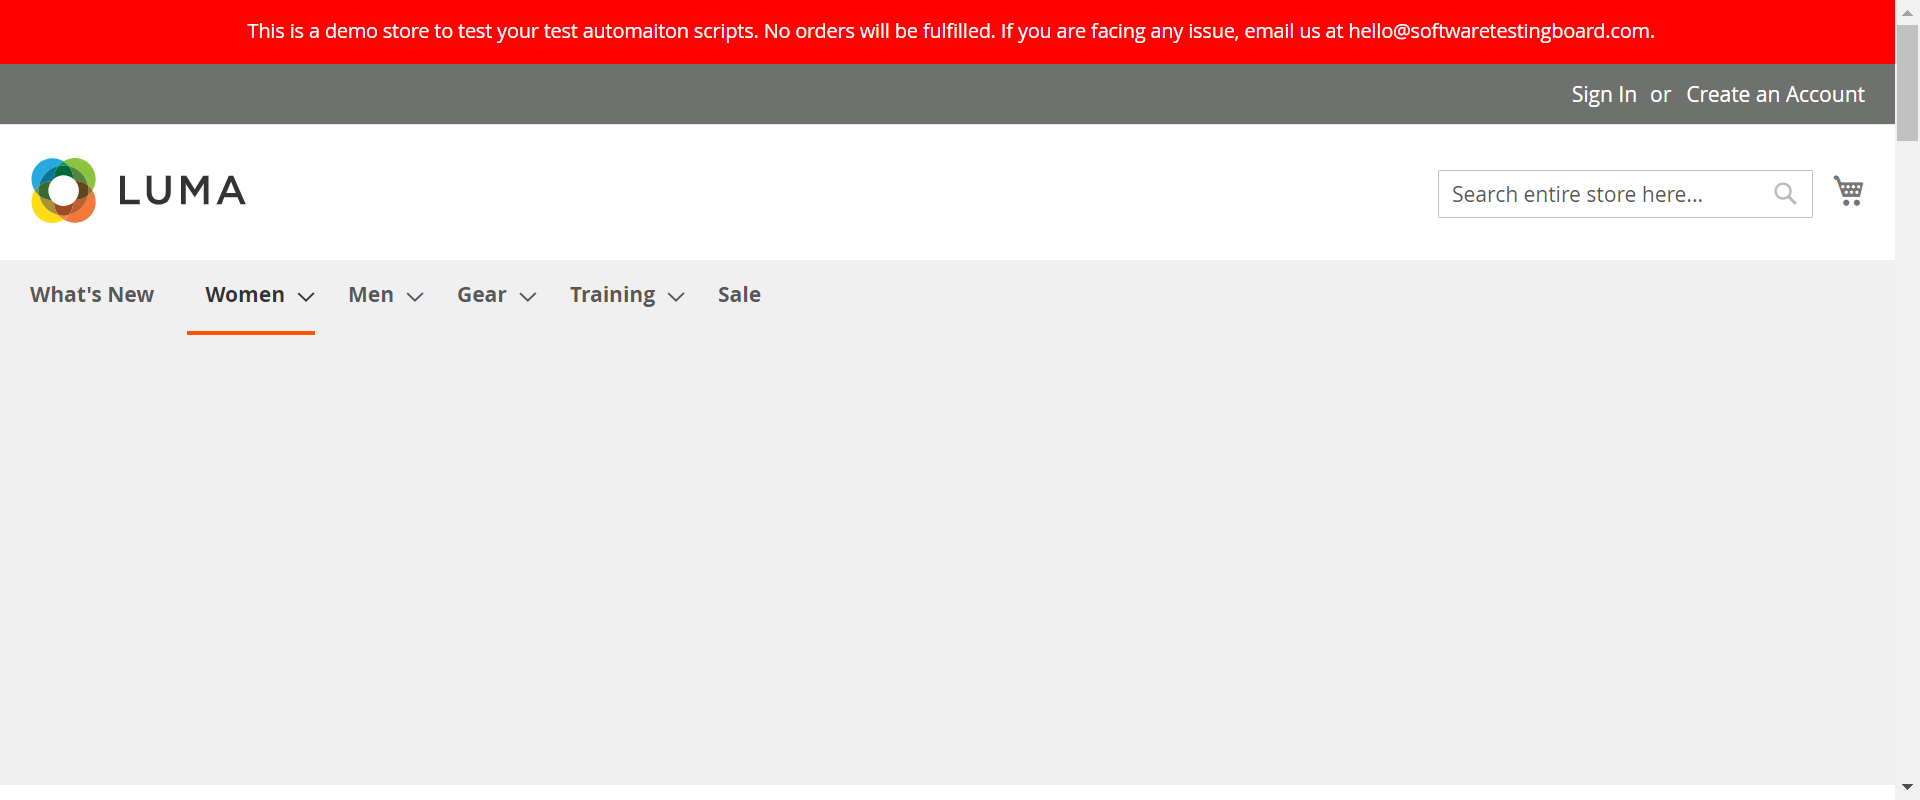 This is a demo store to test your test automaiton scripts. No orders will be fulfilled. If you are facing any issue, email us at hello@softwaretestingboard.com.
Sign In or Create an Account
LUMA
Search entire store here...
What's New Women Men Gear Training Sale